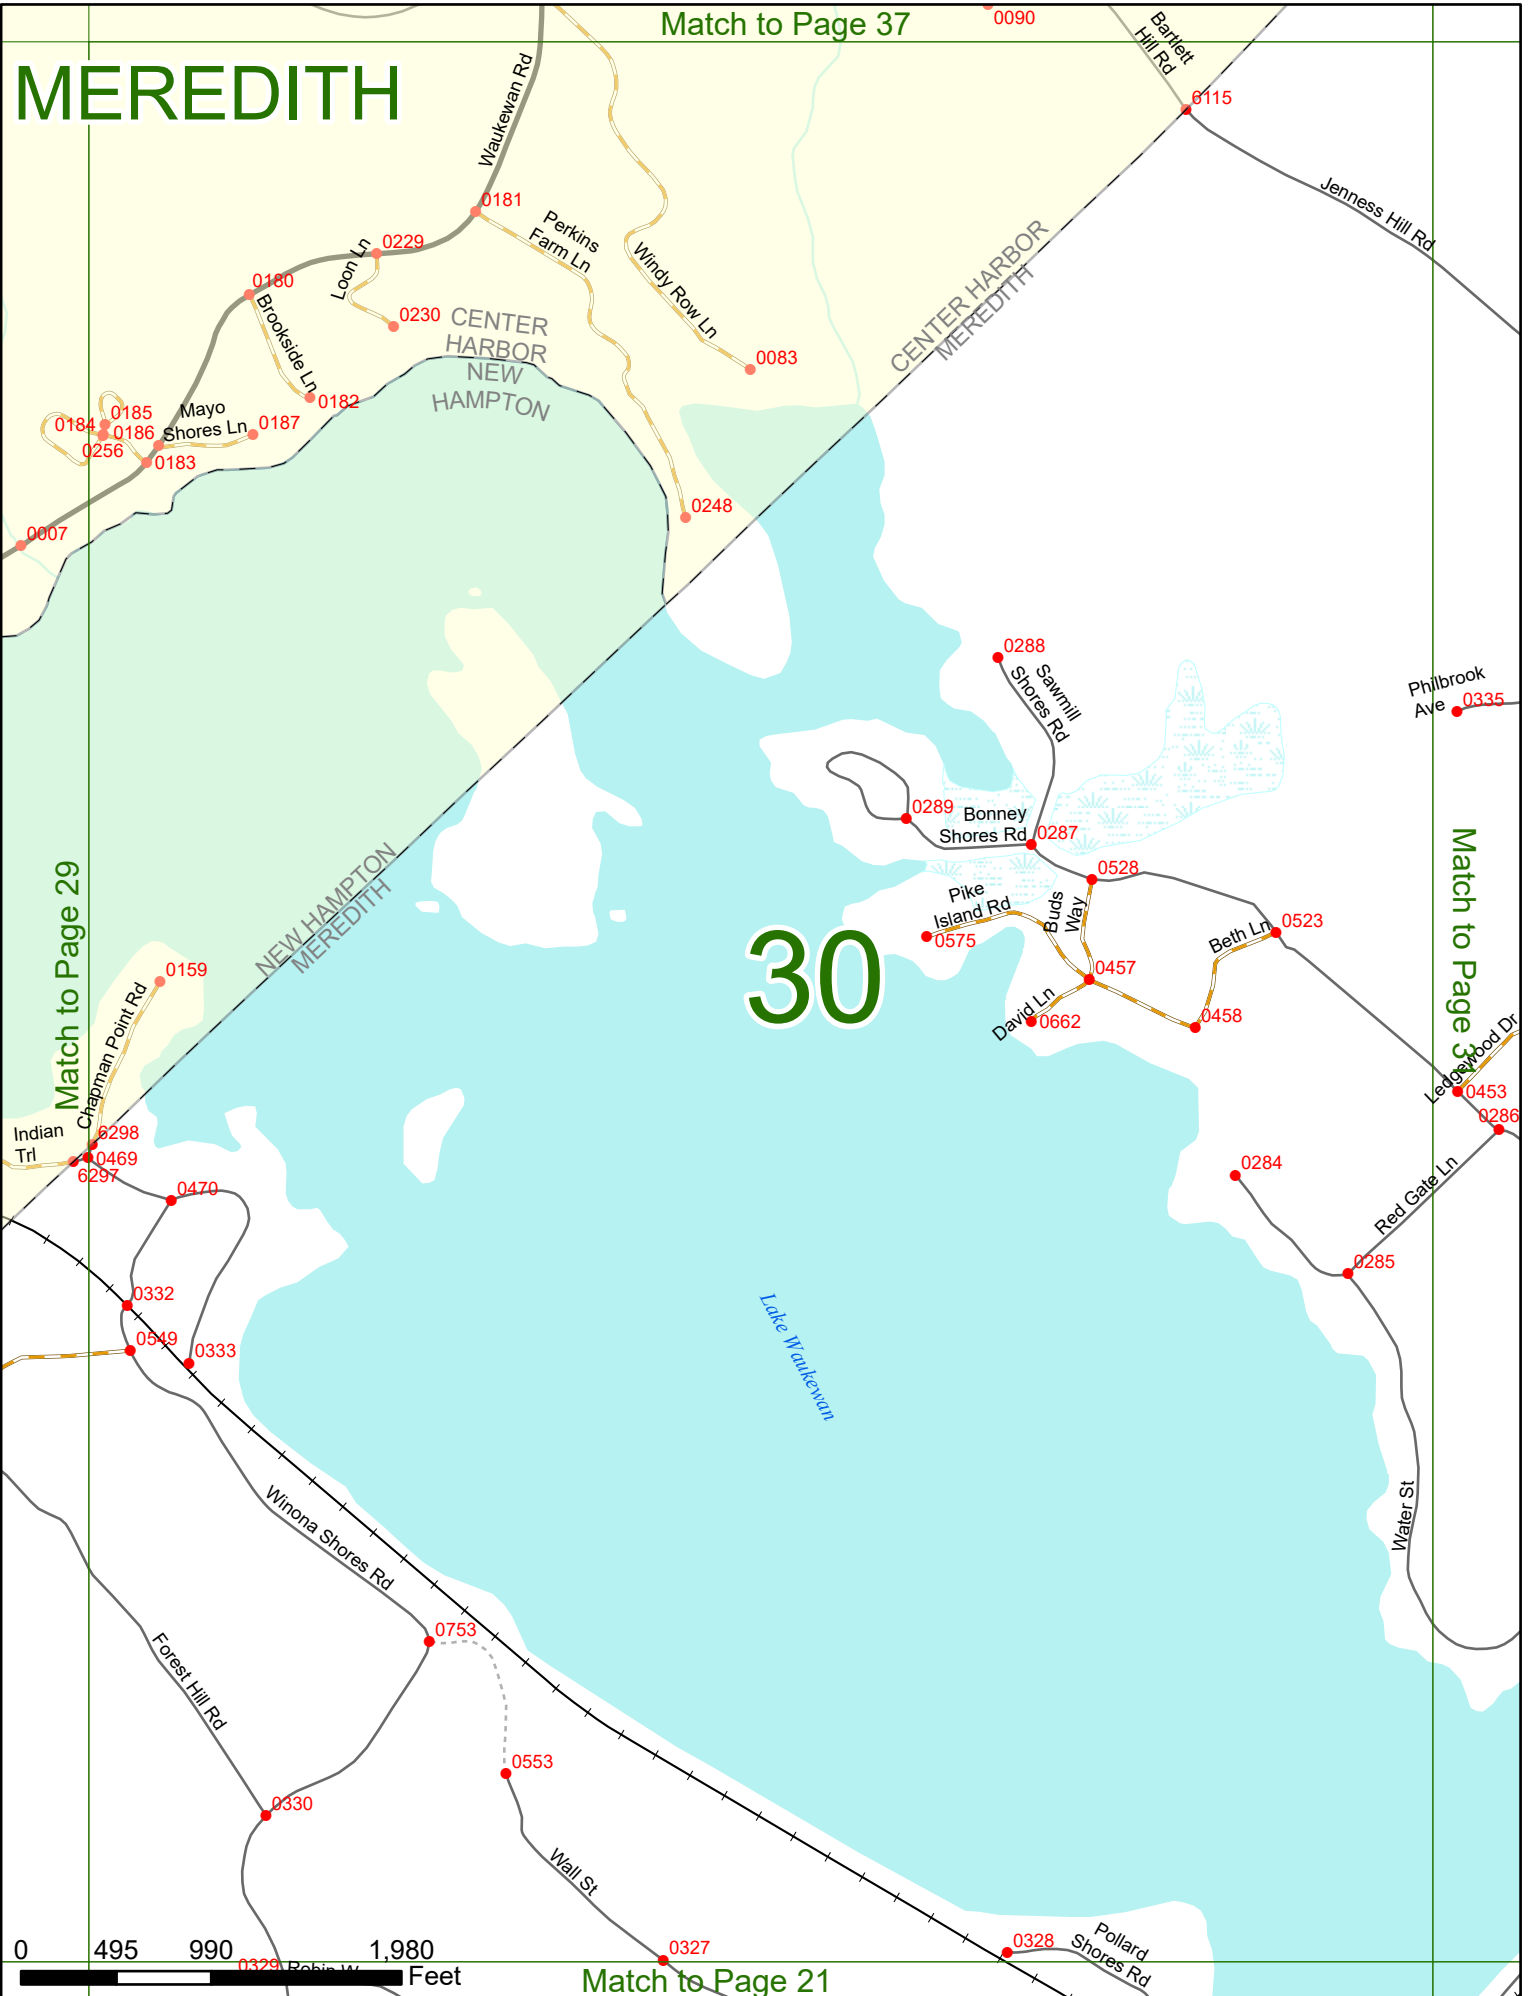 Match to Page 37
0090
Bartlett
Hill Rd
MEREDITH
6115
Waukewan Rd
Jenness Hill Rd
0181
Perkins
Farm Ln
0229
Loon Ln
Windy Row Ln
CENTER HARBOR
MEREDITH
0180
Brookside Ln
0230
CENTER
HARBOR
NEW
HAMPTON
0083
0182
0185
0184
0186
0256
Mayo
Shores Ln
0187
0183
0248
0007
0288
Sawmill
Shores Rd
Philbrook
Ave
0335
0289
Bonney
Shores Rd
0287
Match to Page 29
NEW HAMPTON
MEREDITH
0528
Pike
Island Rd
Buds
Way
0575
Beth Ln
0523
30
0159
Chapman Point Rd
0457
David Ln
0662
0458
Match to Page 31
Ledgewood Dr
0453
0286
Indian
Trl
6298
0469
6297
0470
0284
Red Gate Ln
0285
0332
0549
0333
Lake Waukewan
Water St
Winona Shores Rd
0753
Forest Hill Rd
0553
0330
Wall St
0327
0328
Pollard
Shores Rd
0 495 990 1,980
Feet
0329
Robin W
Match to Page 21